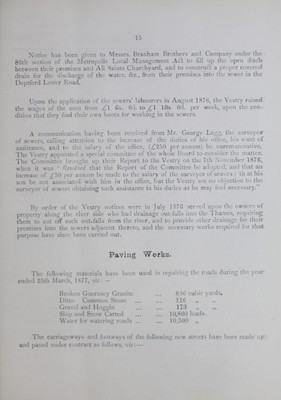 15
Notice has been given to Messrs. Brasham Brothers and Company under the
86th section of the Metropolis Local Management Act to fill up the open ditch
between their premises and All Saints Churchyard, and to construct a proper covered
drain for the discharge of the water, &c., from their premises into the sewer in the
Deptford Lower Road.
Upon the application of the sewers' labourers in August 1876, the Vestry raised
the wages of the men from £1 6s. 0d. to £1 10s. 0d. per week, upon the con-
dition that they find their own boots for working in the sewers.
A communication having been received from Mr. George Legg, the surveyor
of sewers, calling attention to the increase of the duties of his office, his want of
assistance, and to the salary of the office, (£250 per annum) be commensurative.
The Vestry appointed a special committee of the whole Board to consider the matter.
The Committee brought up their Report to the Vestry on the 7th November 1876,
when it was "Resolved that the Report of the Committee be adopted, and that an
increase of £50 per annum be made to the salary of the surveyor of sewers; that his
son be not associated with him in the office, but the Vestry see no objection to the
surveyor of sewers obtaining such assistance in his duties as he may find necessary."
By order of the Vestry notices were in July 1876 served upon the owners of
property along the river side who had drainage out-falls into the Thames, requiring
them to cut off such out-falls from the river, and to provide other drainage for their
premises into the sewers adjacent thereto, and the necessary works required for that
purpose have since been carried out.
Paving Works.
The following materials have been used in repairing the roads during the year
ended 25th March, 1877, viz: —
Broken Guernsey Granite ... 896 cubic yards.
Ditto Common Stone ... ... 116 „ „
Gravel and Hoggin ... ... 173 „ „
Slop and Snow Carted ... ... 10,890 loads.
Water for watering roads ... ... 10,300 „
The carriageways and footways of the following new streets have been made up
and paved under contract as follows, viz:—